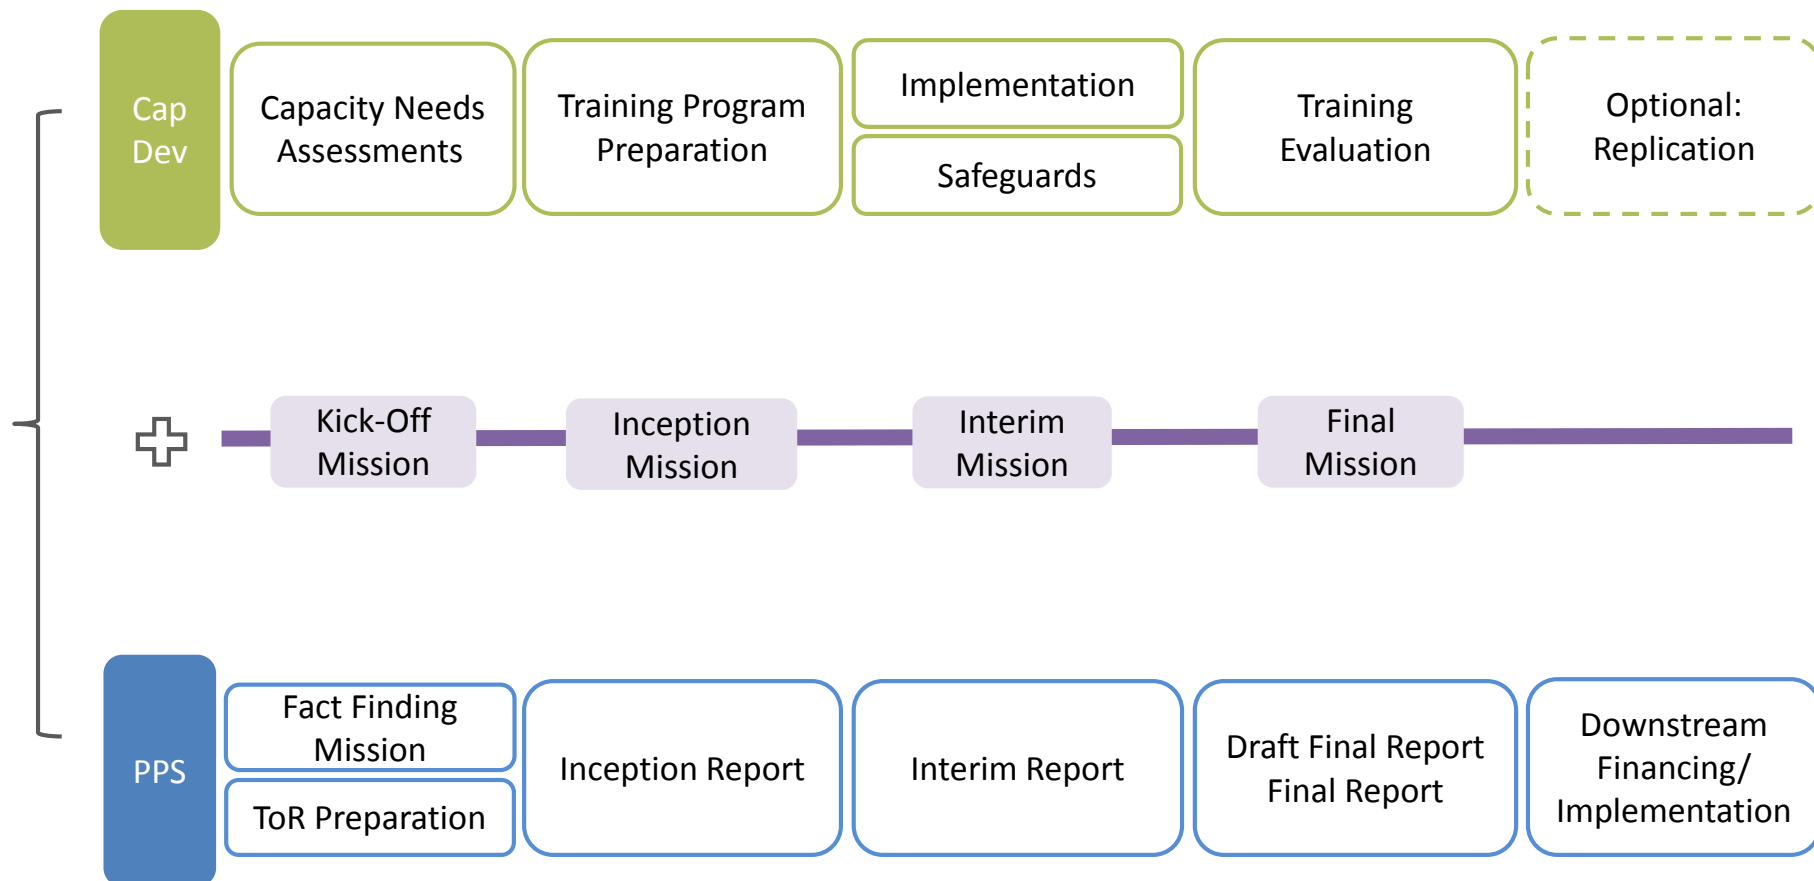 Cap
Dev
Capacity Needs
Assessments
Training Program
Preparation
Implementation
Safeguards
Training
Evaluation
Optional:
Replication
Kick-Off
Mission
Inception
Mission
Interim
Mission
Final
Mission
PPS
Fact Finding
Mission
ToR Preparation
Inception Report
Interim Report
Draft Final Report
Final Report
Downstream
Financing/
Implementation